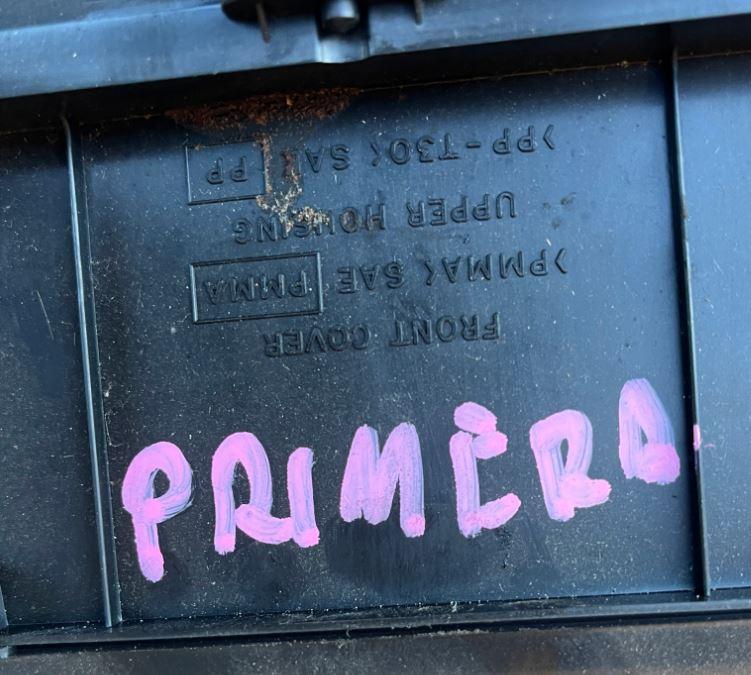 FRONT COVER
>PMMA< SAE PMMA
UPPER HOUSING
>PP-T30< SAE PP
PRIMERA